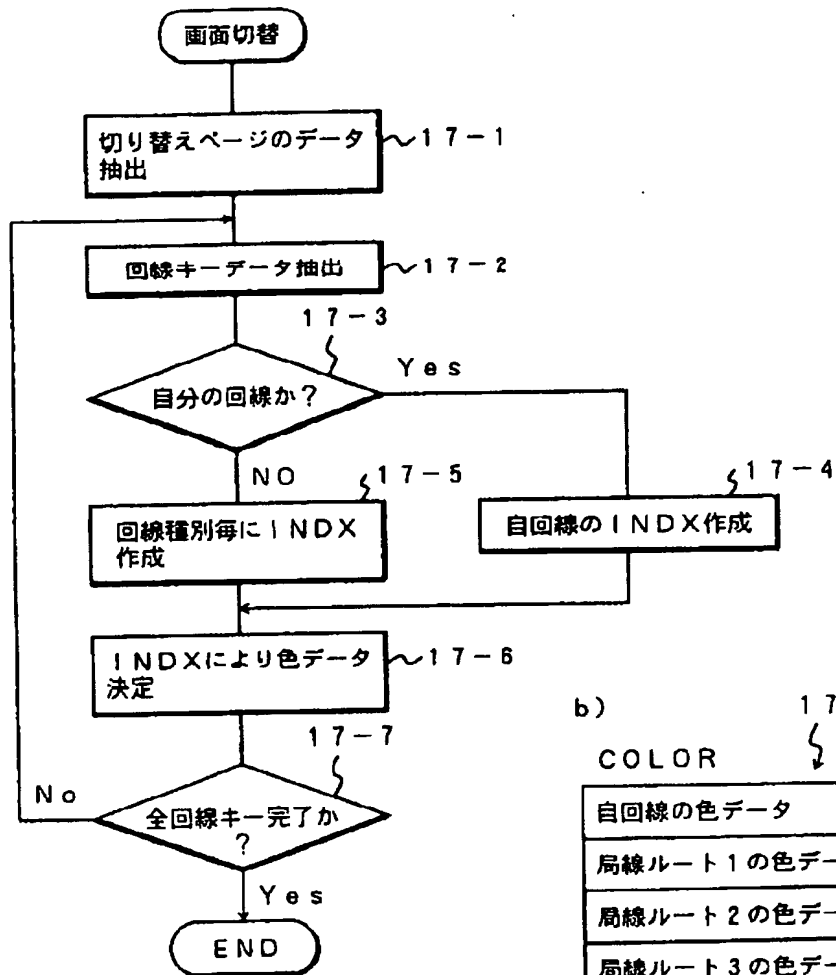 画面切替
切り替えページのデータ
抽出
17-1
回線キーデータ抽出
17-2
17-3
自分の回線か?
Yes
NO
17-5
回線種別毎にINDX
作成
17-4
自回線のINDX作成
INDXにより色データ
決定
17-6
17-7
全回線キー完了か
?
No
Yes
END
b)
17
COLOR
自回線の色データ
局線ルート1の色デー
局線ルート2の色デー
局線ルート3の色デー